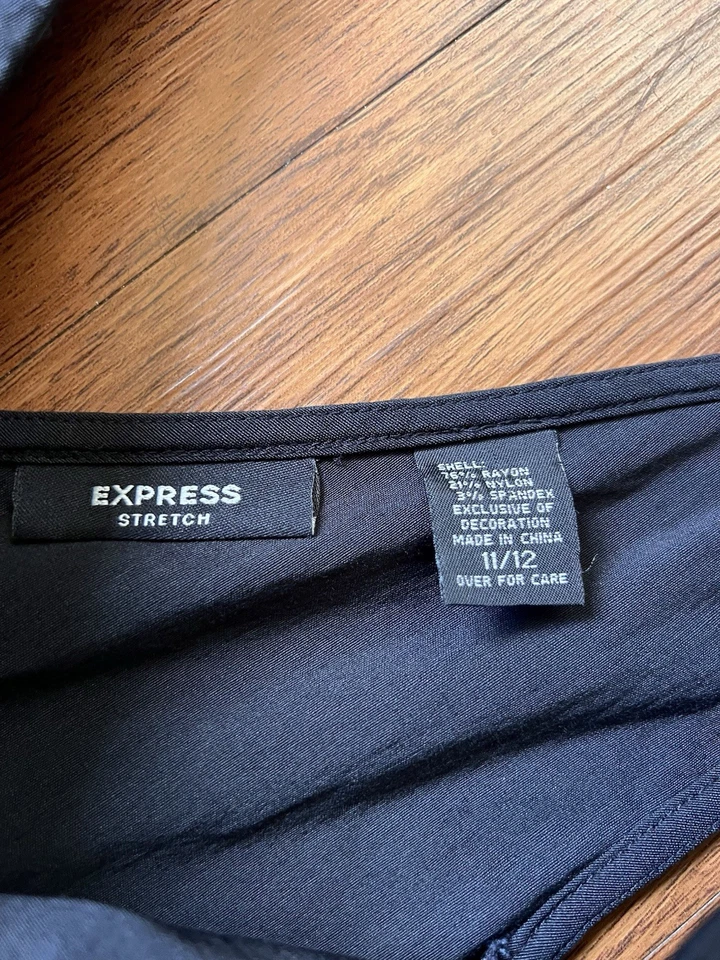 EXPRESS
STRETCH
SHELL:
76% RAYON
21% NYLON
3% SPANDEX
EXCLUSIVE OF
DECORATION
MADE IN CHINA
11/12
OVER FOR CARE